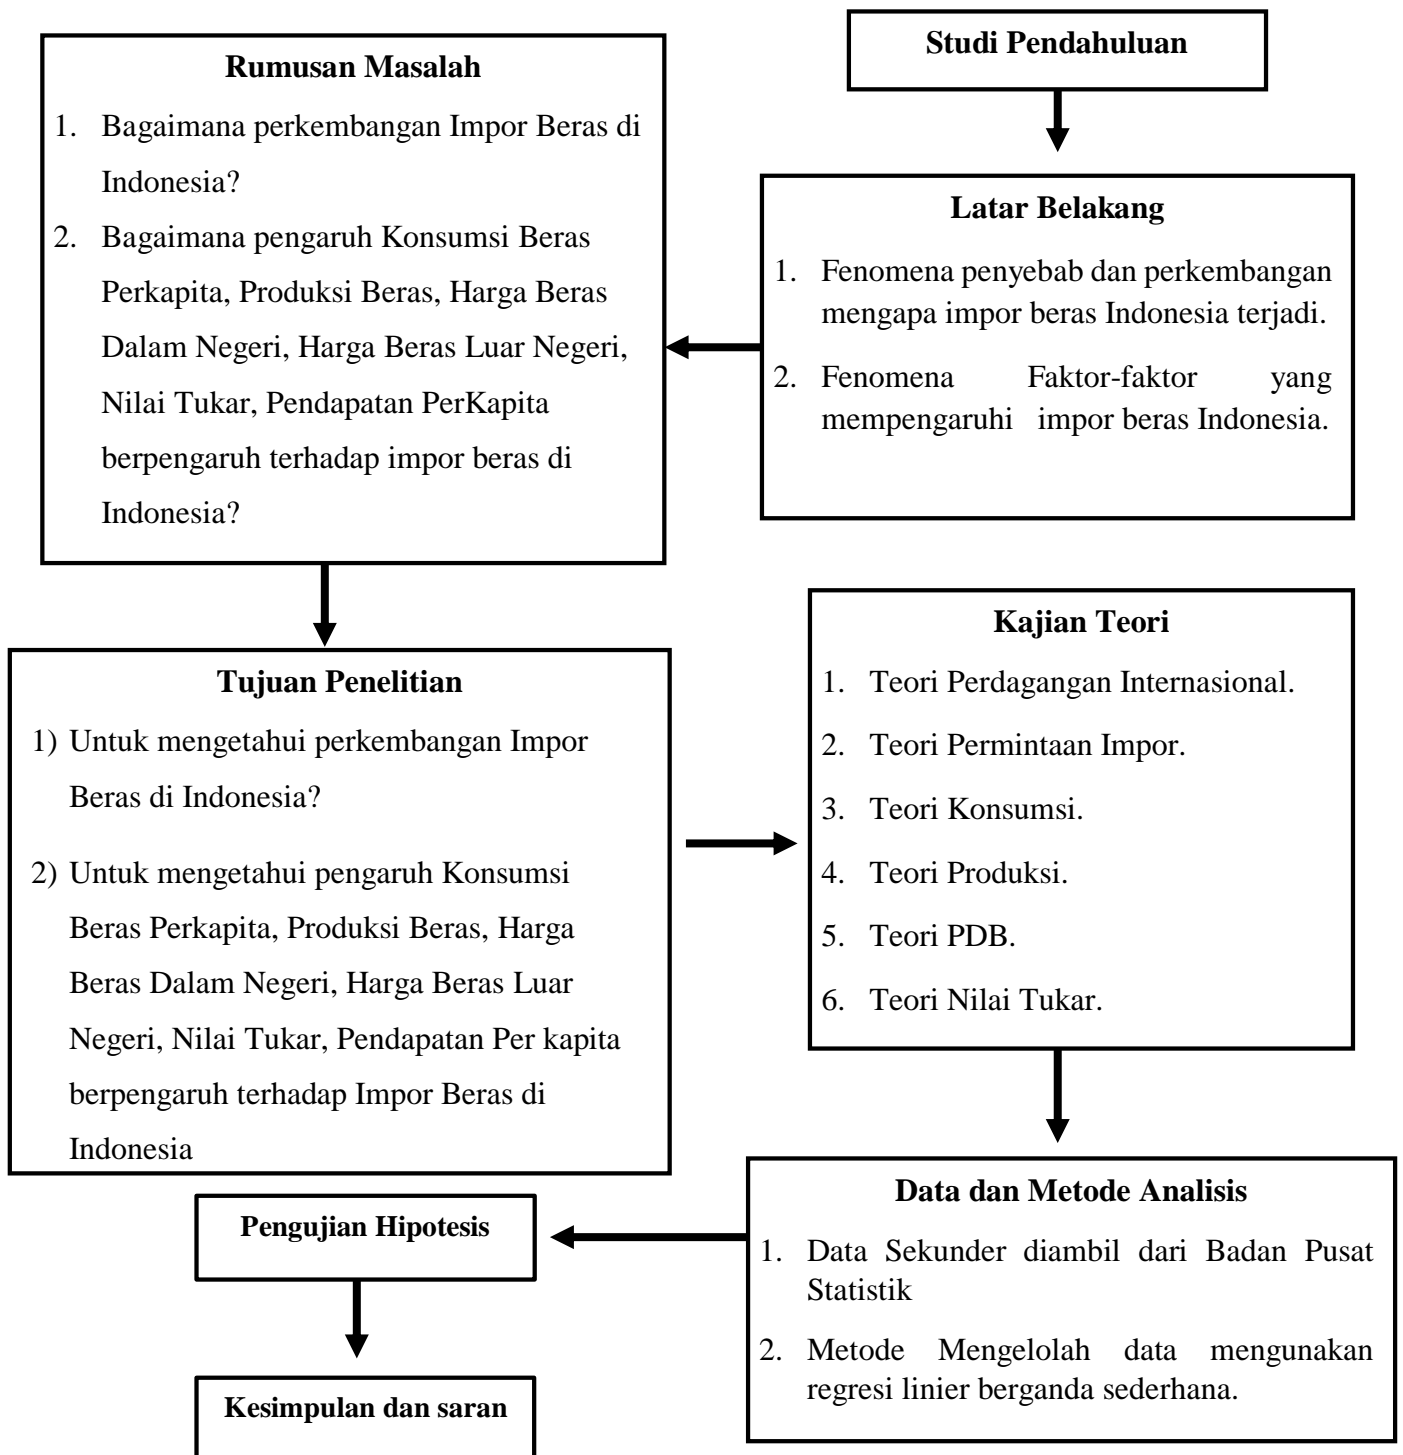 Studi Pendahuluan
Latar Belakang
1. Fenomena penyebab dan perkembangan
mengapa impor beras Indonesia terjadi.
2. Fenomena Faktor-faktor yang
mempengaruhi impor beras Indonesia.
Rumusan Masalah
1. Bagaimana perkembangan Impor Beras di
Indonesia?
2. Bagaimana pengaruh Konsumsi Beras
Perkapita, Produksi Beras, Harga Beras
Dalam Negeri, Harga Beras Luar Negeri,
Nilai Tukar, Pendapatan PerKapita
berpengaruh terhadap impor beras di
Indonesia?
Tujuan Penelitian
1) Untuk mengetahui perkembangan Impor
Beras di Indonesia?
2) Untuk mengetahui pengaruh Konsumsi
Beras Perkapita, Produksi Beras, Harga
Beras Dalam Negeri, Harga Beras Luar
Negeri, Nilai Tukar, Pendapatan Per kapita
berpengaruh terhadap Impor Beras di
Indonesia
Kajian Teori
1. Teori Perdagangan Internasional.
2. Teori Permintaan Impor.
3. Teori Konsumsi.
4. Teori Produksi.
5. Teori PDB.
6. Teori Nilai Tukar.
Data dan Metode Analisis
1. Data Sekunder diambil dari Badan Pusat
Statistik
2. Metode Mengelolah data mengunakan
regresi linier berganda sederhana.
Pengujian Hipotesis
Kesimpulan dan saran